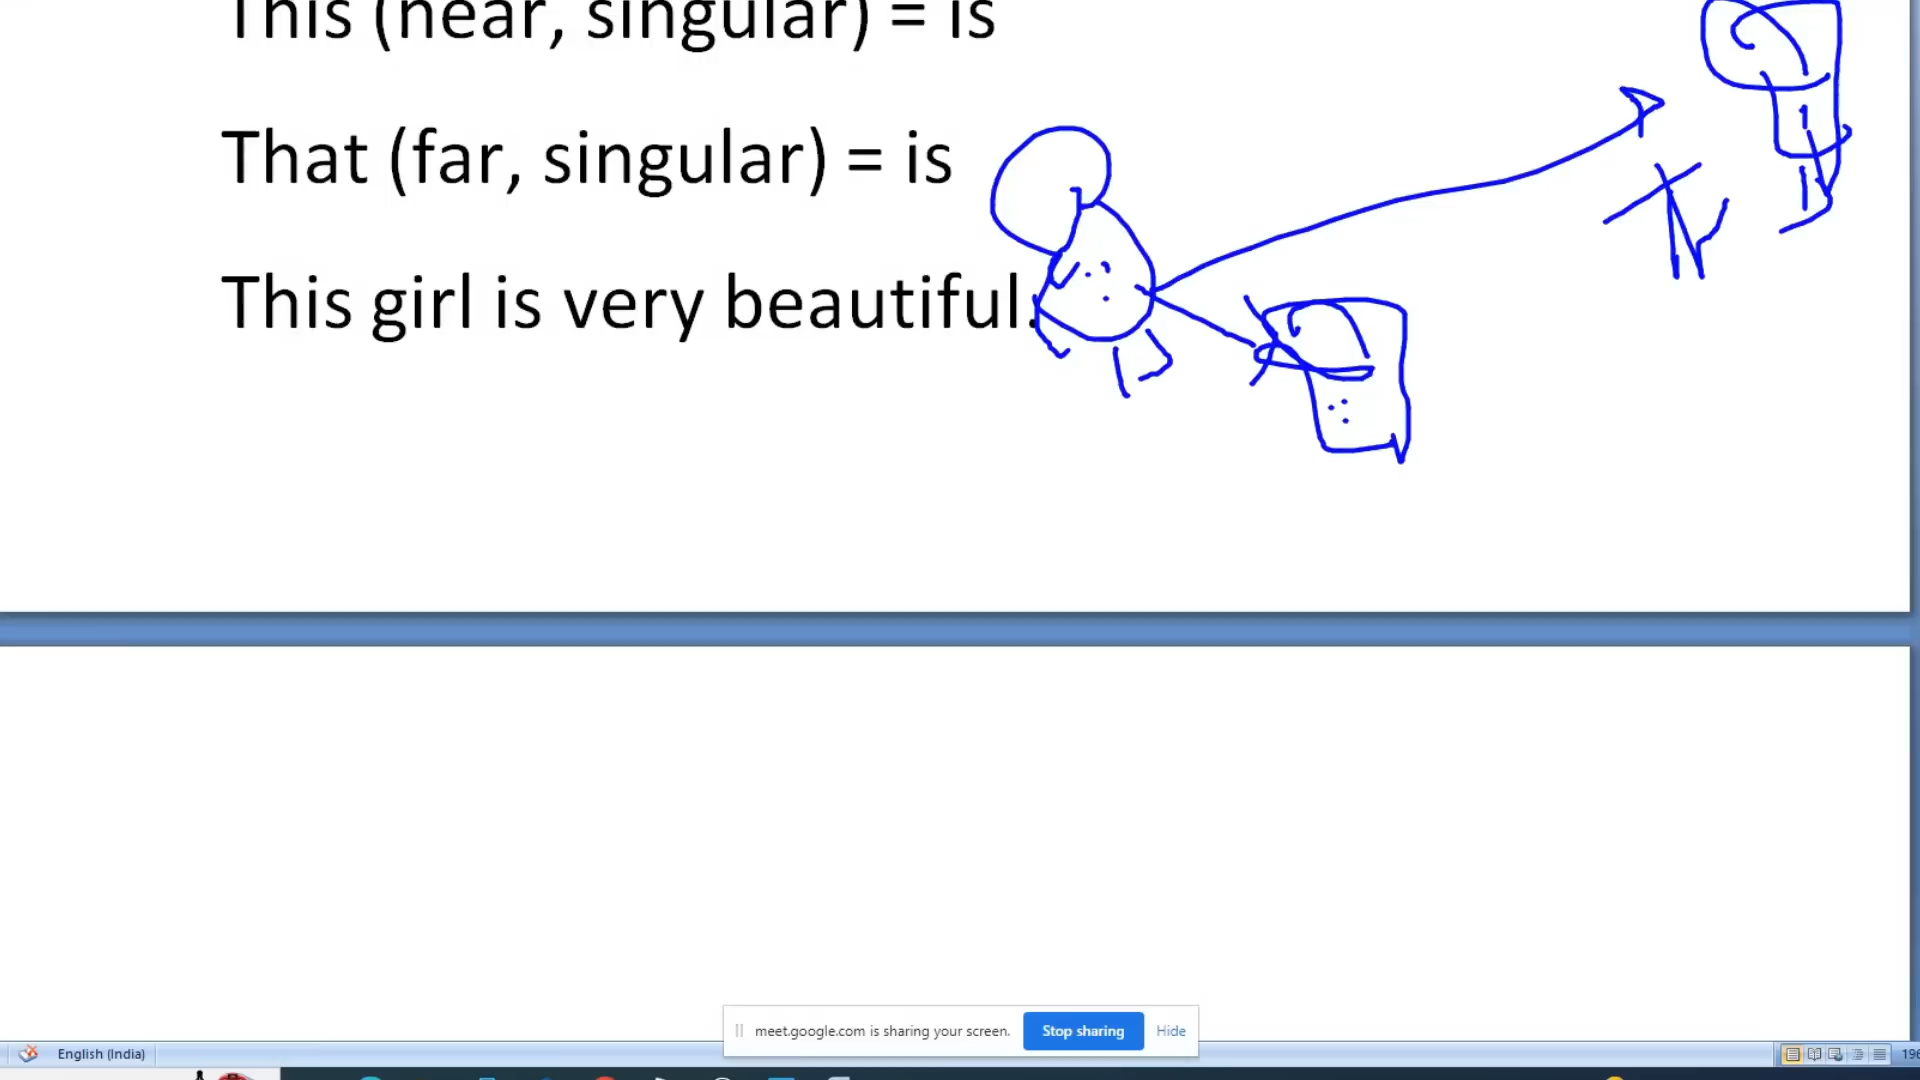 This (near, singular) = is
That (far, singular) = is
This girl is very beautiful.
meet.google.com is sharing your screen.
Stop sharing
Hide
English (India)